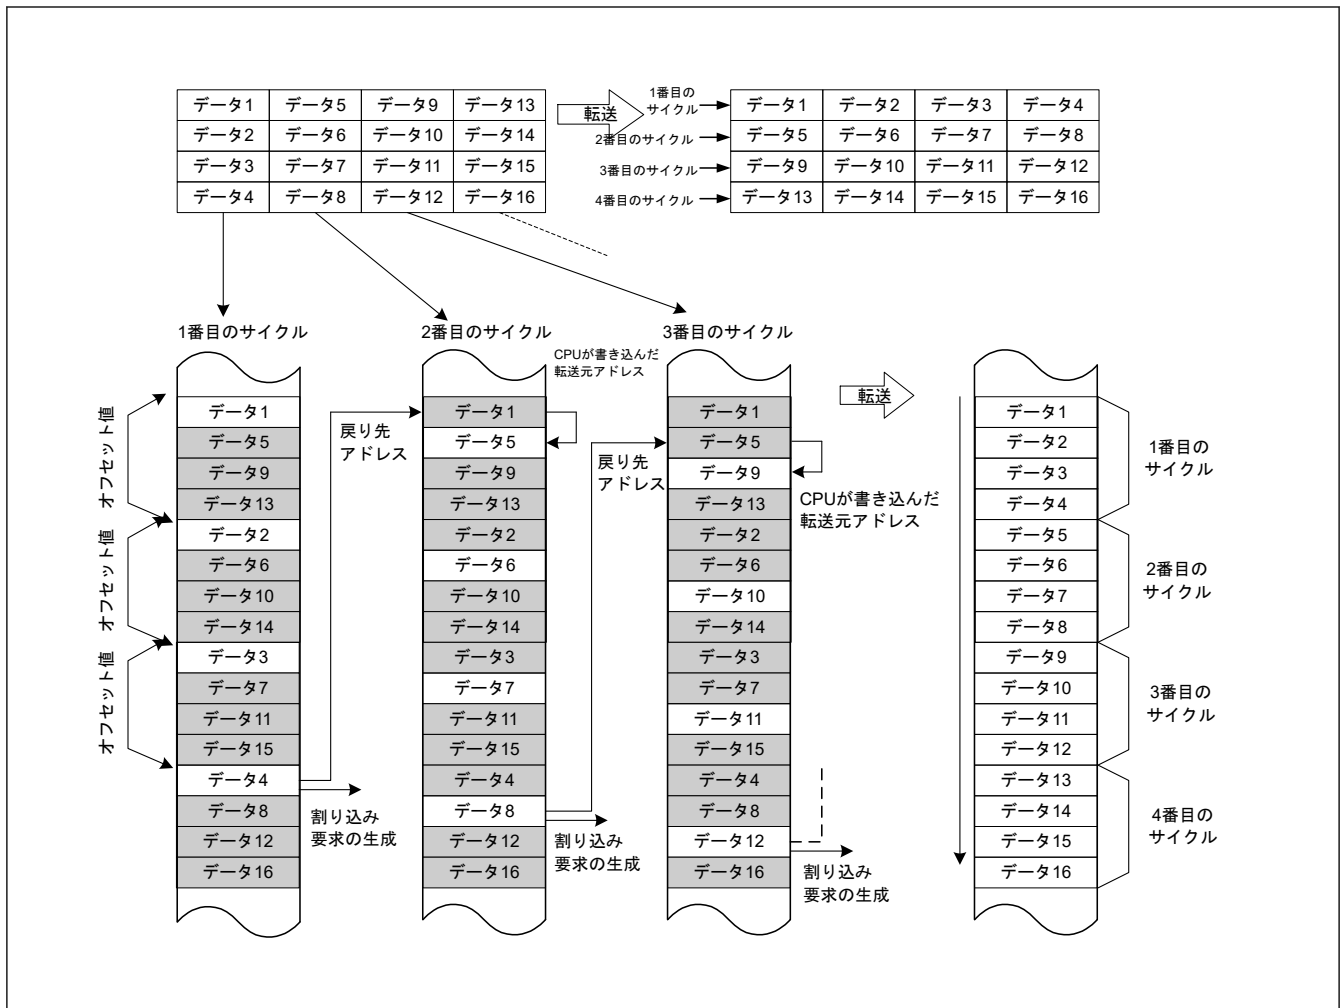 データ1 データ5 データ9 データ13
データ2 データ6 データ10 データ14
データ3 データ7 データ11 データ15
データ4 データ8 データ12 データ16
転送
1番目の
サイクル
2番目のサイクル
3番目のサイクル
4番目のサイクル
データ1 データ2 データ3 データ4
データ5 データ6 データ7 データ8
データ9 データ10 データ11 データ12
データ13 データ14 データ15 データ16
1番目のサイクル
オフセット値
オフセット値
オフセット値
データ1
データ5
データ9
データ13
データ2
データ6
データ10
データ14
データ3
データ7
データ11
データ15
データ4
データ8
データ12
データ16
戻り先
アドレス
割り込み
要求の生成
2番目のサイクル
CPUが書き込んだ
転送元アドレス
データ1
データ5
データ9
データ13
データ2
データ6
データ10
データ14
データ3
データ7
データ11
データ15
データ4
データ8
データ12
データ16
戻り先
アドレス
割り込み
要求の生成
3番目のサイクル
データ1
データ5
データ9
データ13
データ2
データ6
データ10
データ14
データ3
データ7
データ11
データ15
データ4
データ8
データ12
データ16
CPUが書き込んだ
転送元アドレス
割り込み
要求の生成
転送
データ1
データ2
データ3
データ4
データ5
データ6
データ7
データ8
データ9
データ10
データ11
データ12
データ13
データ14
データ15
データ16
1番目の
サイクル
2番目の
サイクル
3番目の
サイクル
4番目の
サイクル